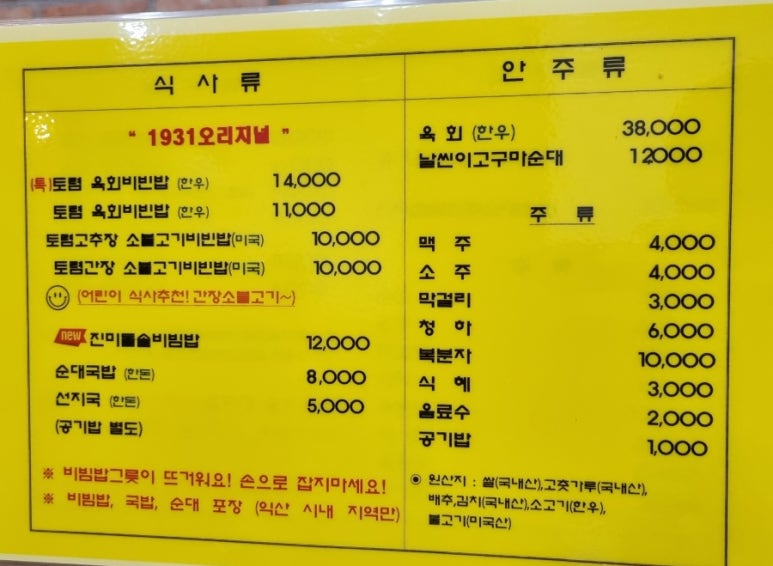 식 사 류
" 1931오리지널 "
(특)토렴 육회비빈밥 (한우) 14,000
토렴 육회비빈밥 (한우) 11,000
토렴고추장 소불고기비빈밥(미국) 10,000
토렴간장 소불고기비빈밥(미국) 10,000
(어린이 식사추천! 간장소불고기~)
new 진미돌솥비빔밥 12,000
순대국밥 (한돈) 8,000
선지국 (한돈) 5,000
(공기밥 별도)
※ 비빔밥그릇이 뜨거워요! 손으로 잡지마세요!
※ 비빔밥, 국밥, 순대 포장 (익산 시내 지역만)
안 주 류
육 회 (한우) 38,000
날씬이고구마순대 12000
주 류
맥 주 4,000
소 주 4,000
막걸리 3,000
청 하 6,000
복분자 10,000
식 혜 3,000
음료수 2,000
공기밥 1,000
◉ 원산지 : 쌀(국내산),고춧가루(국내산),
배추,김치(국내산),소고기(한우),
불고기(미국산)